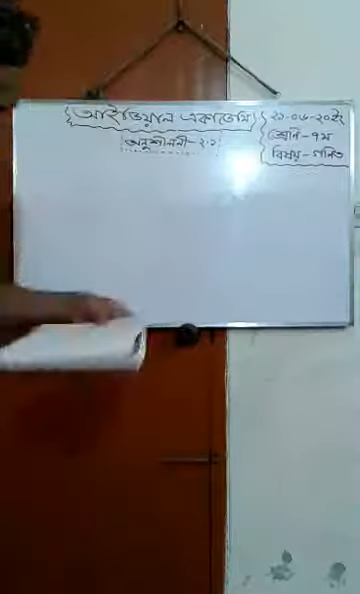 আইডিয়াল একাডেমি
২১-০৬-২০২১
শ্রেণি-৭ম
অনুশীলনী-২.১
বিষয়-গণিত